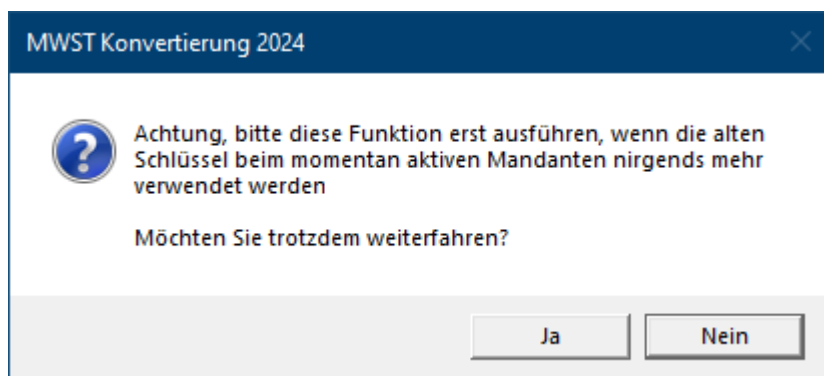 MWST Konvertierung 2024
Achtung, bitte diese Funktion erst ausführen, wenn die alten
Schlüssel beim momentan aktiven Mandanten nirgends mehr
verwendet werden
Möchten Sie trotzdem weiterfahren?
Ja
Nein